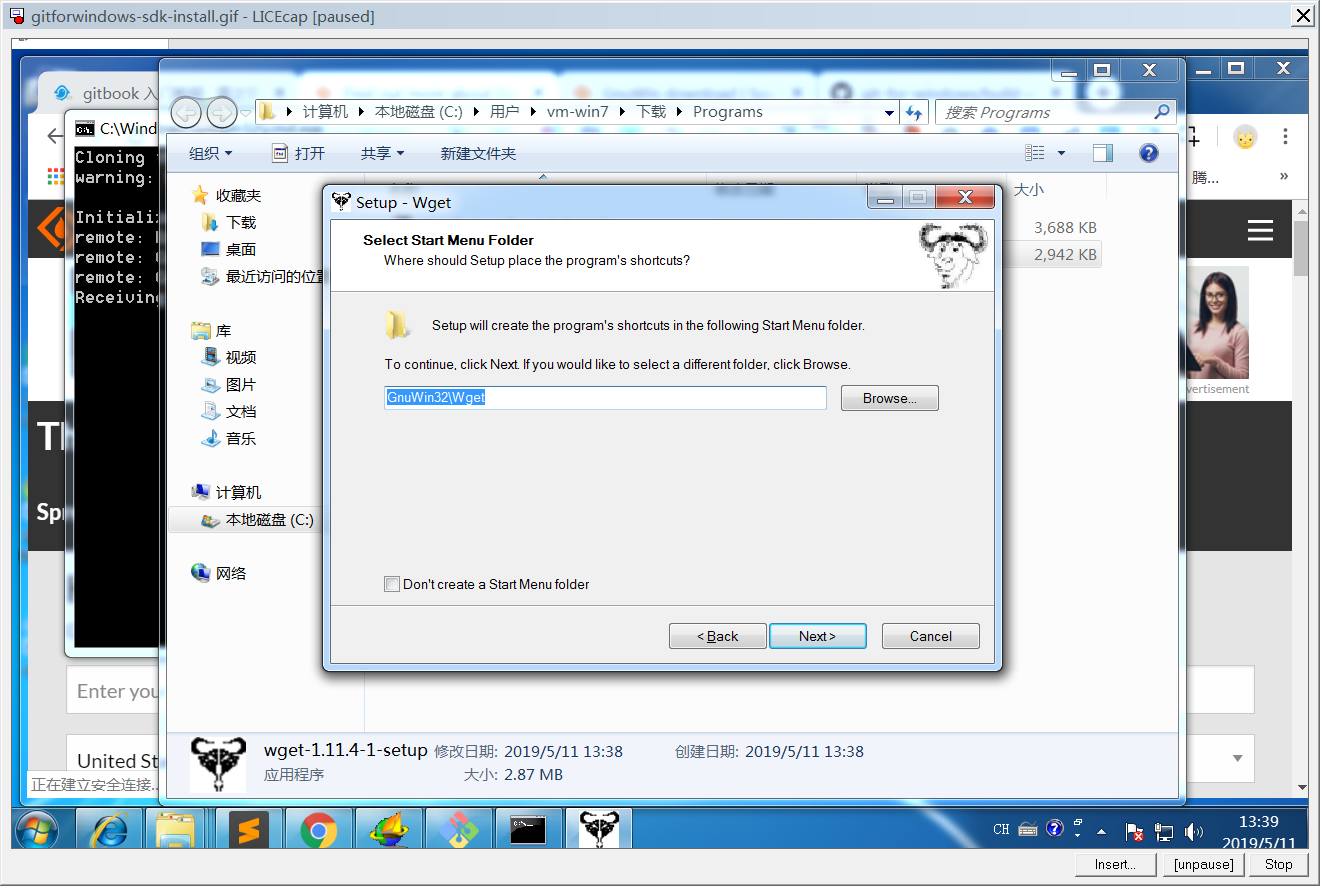 gitforwindows-sdk-install.gif - LICEcap [paused]
gitbook 入
C:\Wind
计算机 本地磁盘 (C:) 用户 vm-win7 下载 Programs
搜索 Programs
组织 打开 共享 新建文件夹
腾...
»
Cloning
warning:
Initializ
remote:
remote:
remote:
Receiving
收藏夹
下载
桌面
最近访问的位置
库
视频
图片
文档
音乐
计算机
本地磁盘 (C:)
网络
大小
3,688 KB
2,942 KB
Setup - Wget
Select Start Menu Folder
Where should Setup place the program's shortcuts?
Setup will create the program's shortcuts in the following Start Menu folder.
To continue, click Next. If you would like to select a different folder, click Browse.
GnuWin32\Wget
Browse...
Don't create a Start Menu folder
< Back
Next >
Cancel
vertisement
Enter you
United St
正在建立安全连接...
wget-1.11.4-1-setup 修改日期: 2019/5/11 13:38 创建日期: 2019/5/11 13:38
应用程序 大小: 2.87 MB
CH
13:39
2019/5/11
Insert... [unpause] Stop